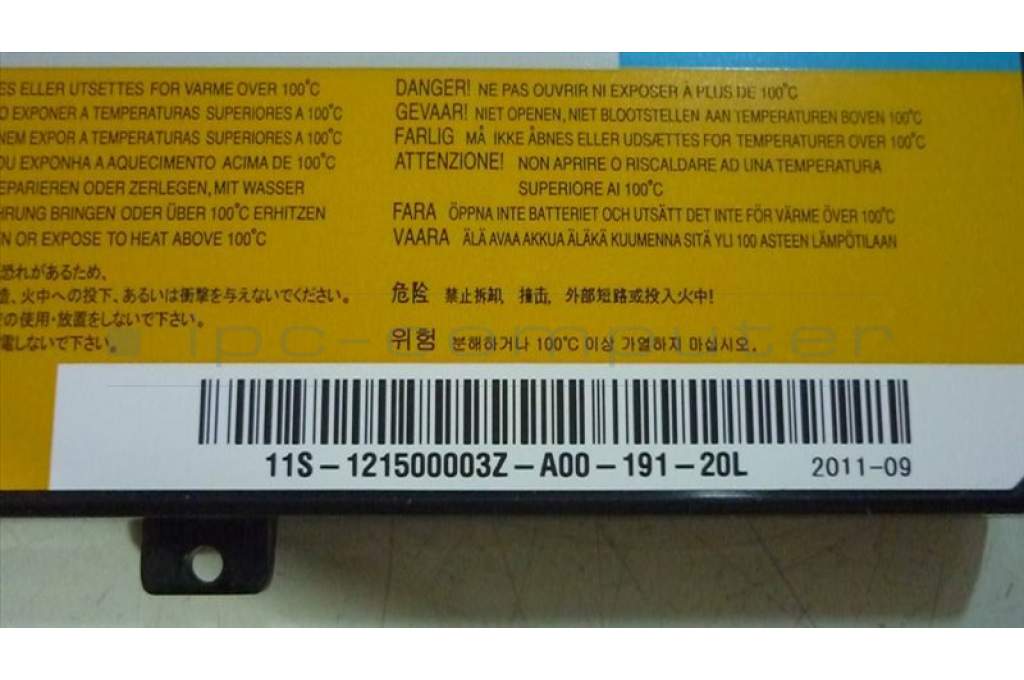 ES ELLER UTSETTES FOR VARME OVER 100°C
O EXPONER A TEMPERATURAS SUPERIORES A 100°C
NEM EXPOR A TEMPERATURAS SUPERIORES A 100°C
OU EXPONHA A AQUECIMENTO ACIMA DE 100°C
EPARIEREN ODER ZERLEGEN, MIT WASSER
HRUNG BRINGEN ODER ÜBER 100°C ERHITZEN
N OR EXPOSE TO HEAT ABOVE 100°C
恐れがあるため、
造、火中への投下、あるいは衝撃を与えないでください。
での使用・放置をしないで下さい。
電しないで下さい。
DANGER! NE PAS OUVRIR NI EXPOSER À PLUS DE 100°C
GEVAAR! NIET OPENEN, NIET BLOOTSTELLEN AAN TEMPERATUREN BOVEN 100°C
FARLIG MÅ IKKE ÅBNES ELLER UDSÆTTES FOR TEMPERATURER OVER 100°C
ATTENZIONE! NON APRIRE O RISCALDARE AD UNA TEMPERATURA
SUPERIORE AI 100°C
FARA ÖPPNA INTE BATTERIET OCH UTSÄTT DET INTE FÖR VÄRME ÖVER 100°C
VAARA ÄLÄ AVAA AKKUA ÄLÄKÄ KUUMENNA SITÄ YLI 100 ASTEEN LÄMPÖTILAAN
危险 禁止拆卸, 撞击, 外部短路或投入火中!
위험 분해하거나 100°C 이상 가열하지 마십시오.
ipc-computer
11S-121500003Z-A00-191-20L 2011-09